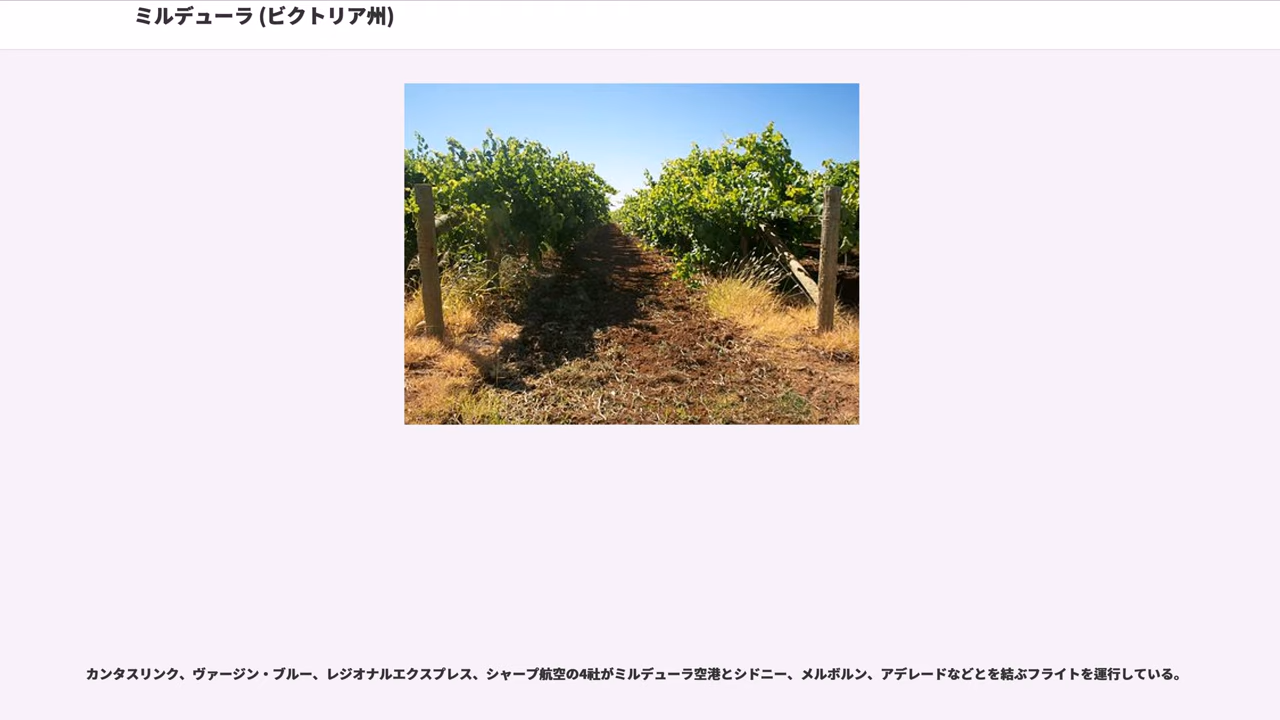 ミルデューラ (ビクトリア州)
カンタスリンク、ヴァージン・ブルー、レジオナルエクスプレス、シャープ航空の4社がミルデューラ空港とシドニー、メルボルン、アデレードなどとを結ぶフライトを運行している。